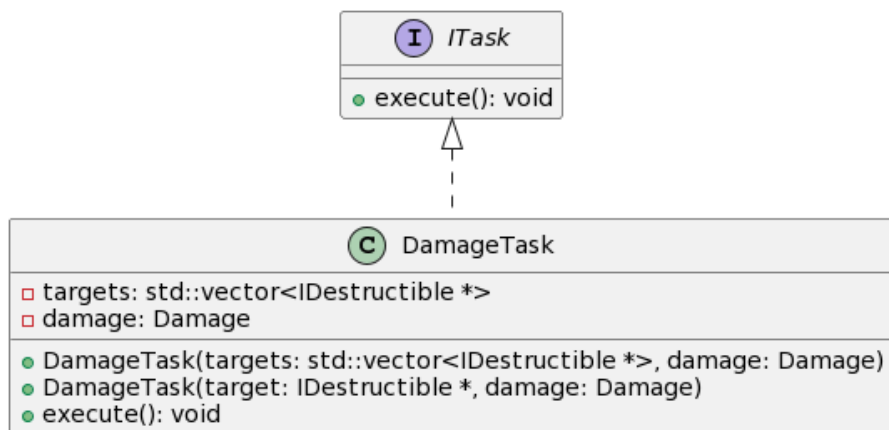 I ITask
execute(): void
C DamageTask
targets: std::vector<IDestructible *>
damage: Damage
DamageTask(targets: std::vector<IDestructible *>, damage: Damage)
DamageTask(target: IDestructible *, damage: Damage)
execute(): void